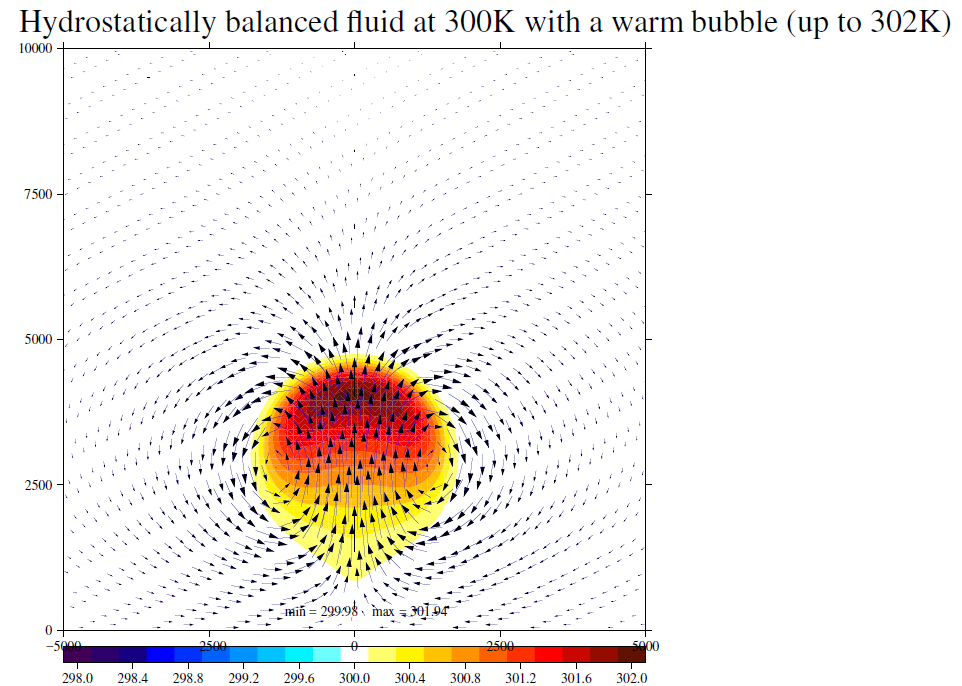 Hydrostatically balanced fluid at 300K with a warm bubble (up to 302K)
10000
7500
5000
2500
min = 299.98 max = 301.94
0
−5000 −2500 0 2500 5000
298.0 298.4 298.8 299.2 299.6 300.0 300.4 300.8 301.2 301.6 302.0